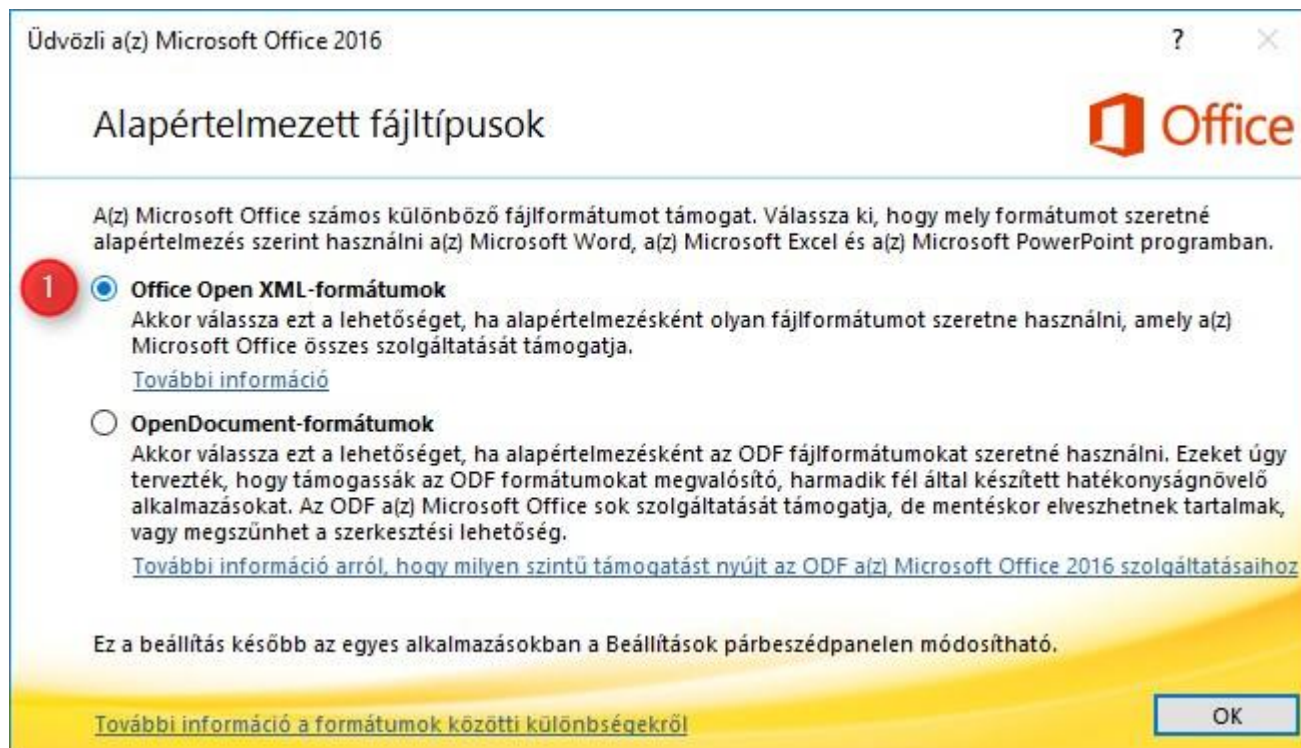 Üdvözli a(z) Microsoft Office 2016
?
Alapértelmezett fájltípusok
Office
A(z) Microsoft Office számos különböző fájlformátumot támogat. Válassza ki, hogy mely formátumot szeretné
alapértelmezés szerint használni a(z) Microsoft Word, a(z) Microsoft Excel és a(z) Microsoft PowerPoint programban.
1
Office Open XML-formátumok
Akkor válassza ezt a lehetőséget, ha alapértelmezésként olyan fájlformátumot szeretne használni, amely a(z)
Microsoft Office összes szolgáltatását támogatja.
További információ
OpenDocument-formátumok
Akkor válassza ezt a lehetőséget, ha alapértelmezésként az ODF fájlformátumokat szeretné használni. Ezeket úgy
tervezték, hogy támogassák az ODF formátumokat megvalósító, harmadik fél által készített hatékonyságnövelő
alkalmazásokat. Az ODF a(z) Microsoft Office sok szolgáltatását támogatja, de mentéskor elveszhetnek tartalmak,
vagy megszűnhet a szerkesztési lehetőség.
További információ arról, hogy milyen szintű támogatást nyújt az ODF a(z) Microsoft Office 2016 szolgáltatásaihoz
Ez a beállítás később az egyes alkalmazásokban a Beállítások párbeszédpanelen módosítható.
További információ a formátumok közötti különbségekről
OK